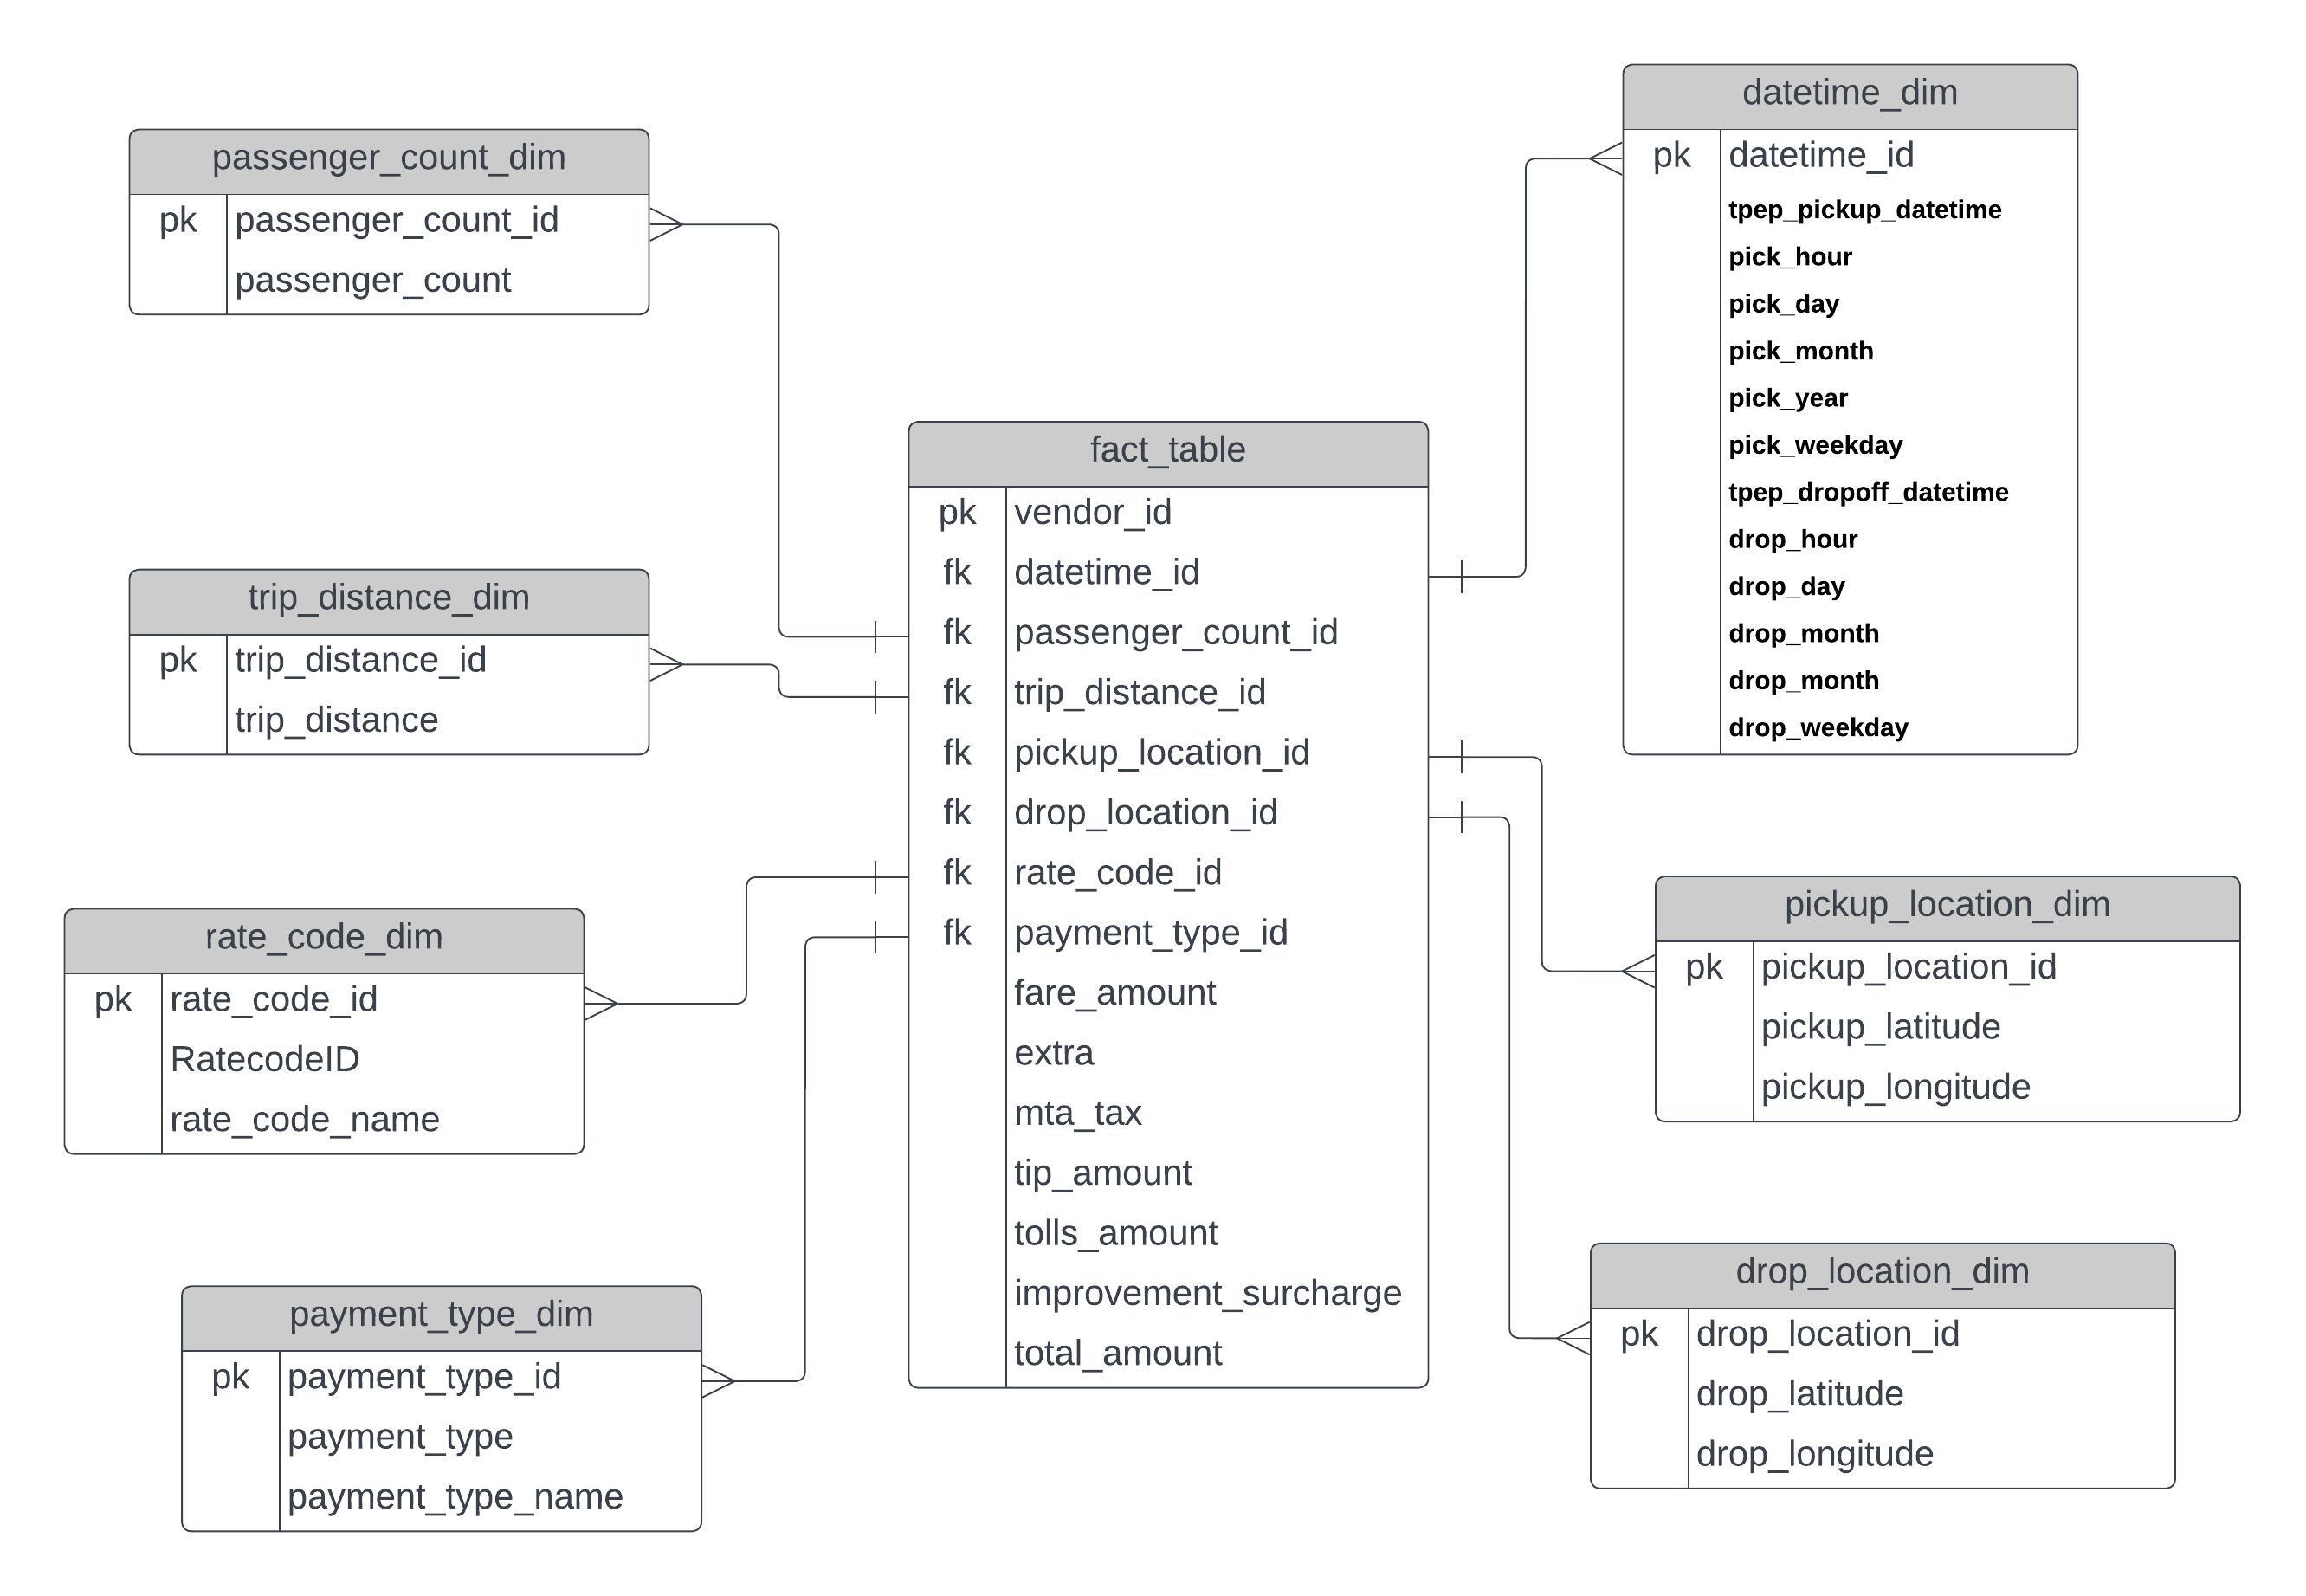 passenger_count_dim
pk passenger_count_id
passenger_count
trip_distance_dim
pk trip_distance_id
trip_distance
rate_code_dim
pk rate_code_id
RatecodeID
rate_code_name
payment_type_dim
pk payment_type_id
payment_type
payment_type_name
fact_table
pk vendor_id
fk datetime_id
fk passenger_count_id
fk trip_distance_id
fk pickup_location_id
fk drop_location_id
fk rate_code_id
fk payment_type_id
fare_amount
extra
mta_tax
tip_amount
tolls_amount
improvement_surcharge
total_amount
datetime_dim
pk datetime_id
tpep_pickup_datetime
pick_hour
pick_day
pick_month
pick_year
pick_weekday
tpep_dropoff_datetime
drop_hour
drop_day
drop_month
drop_month
drop_weekday
pickup_location_dim
pk pickup_location_id
pickup_latitude
pickup_longitude
drop_location_dim
pk drop_location_id
drop_latitude
drop_longitude